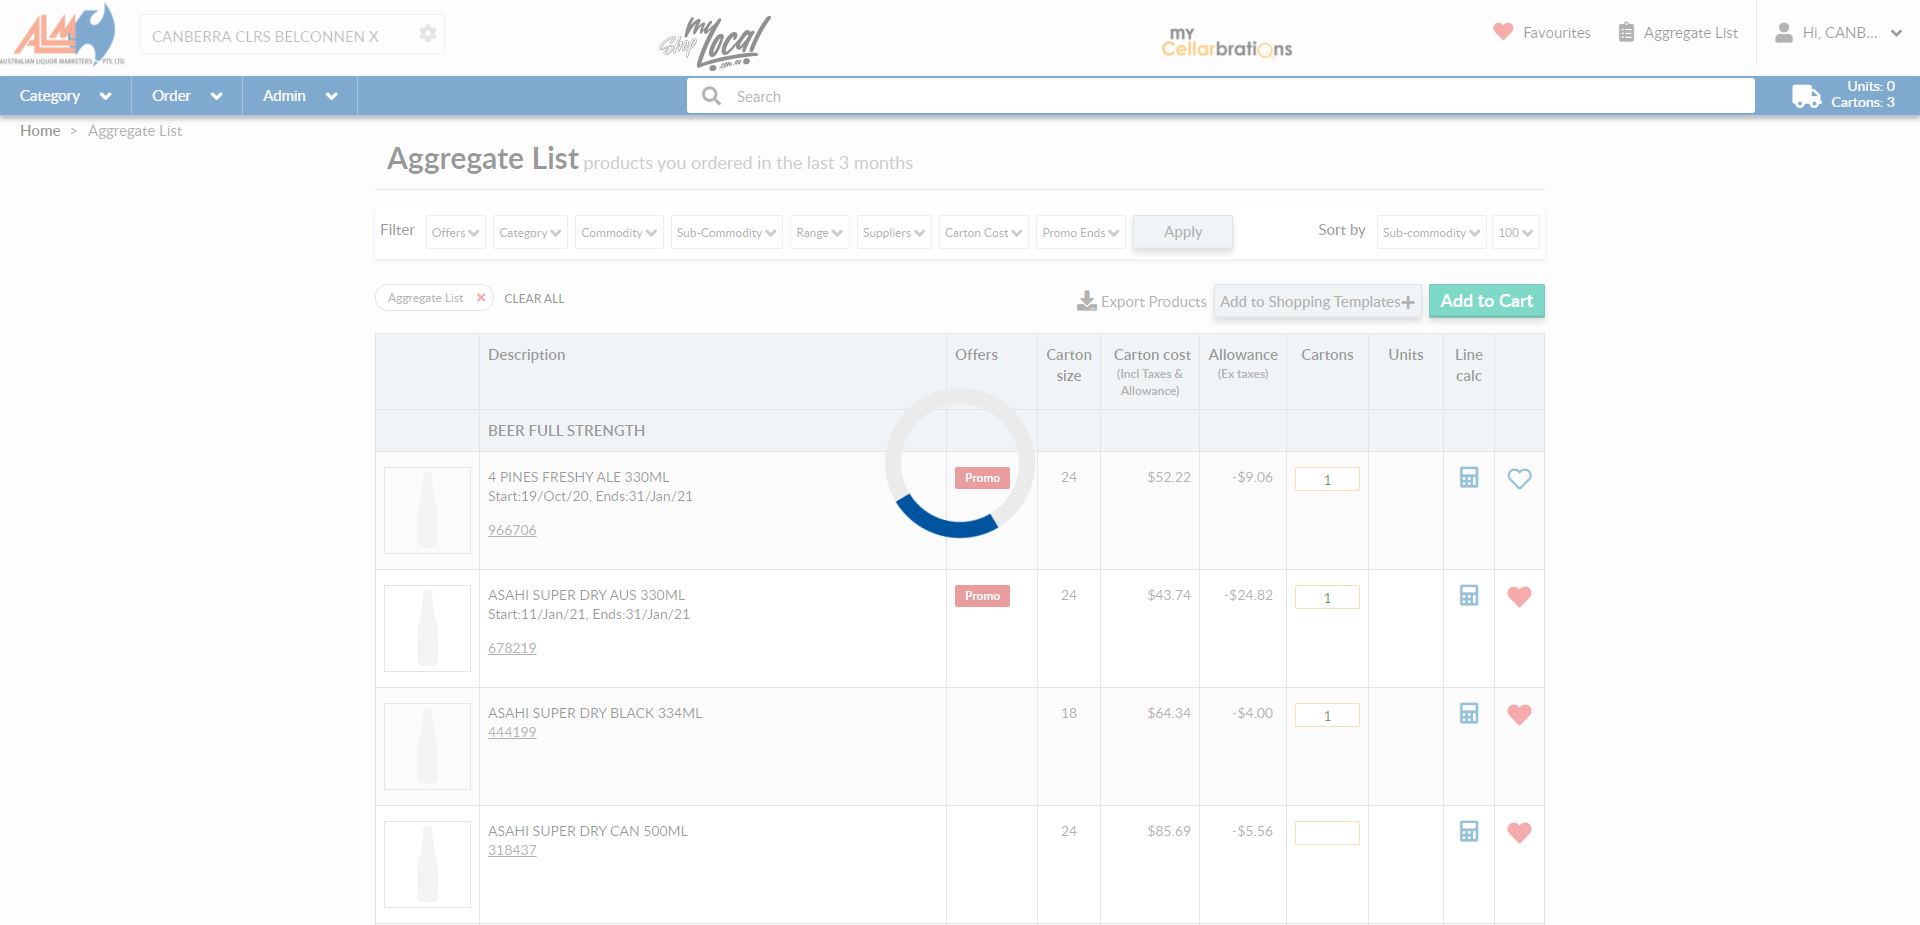 ALM
AUSTRALIAN LIQUOR MARKETERS PTY. LTD.
CANBERRA CLRS BELCONNEN X
Shop my Local .com.au
my Cellarbrations
Favourites
Aggregate List
Hi, CANB...
Category
Order
Admin
Search
Units: 0
Cartons: 3
Home > Aggregate List
Aggregate List products you ordered in the last 3 months
Filter Offers Category Commodity Sub-Commodity Range Suppliers Carton Cost Promo Ends Apply Sort by Sub-commodity 100
Aggregate List × CLEAR ALL Export Products Add to Shopping Templates+ Add to Cart
Description Offers Carton size Carton cost (Incl Taxes & Allowance) Allowance (Ex taxes) Cartons Units Line calc
BEER FULL STRENGTH
4 PINES FRESHY ALE 330ML Promo 24 $52.22 -$9.06 1
Start:19/Oct/20, Ends:31/Jan/21
966706
ASAHI SUPER DRY AUS 330ML Promo 24 $43.74 -$24.82 1
Start:11/Jan/21, Ends:31/Jan/21
678219
ASAHI SUPER DRY BLACK 334ML 18 $64.34 -$4.00 1
444199
ASAHI SUPER DRY CAN 500ML 24 $85.69 -$5.56
318437